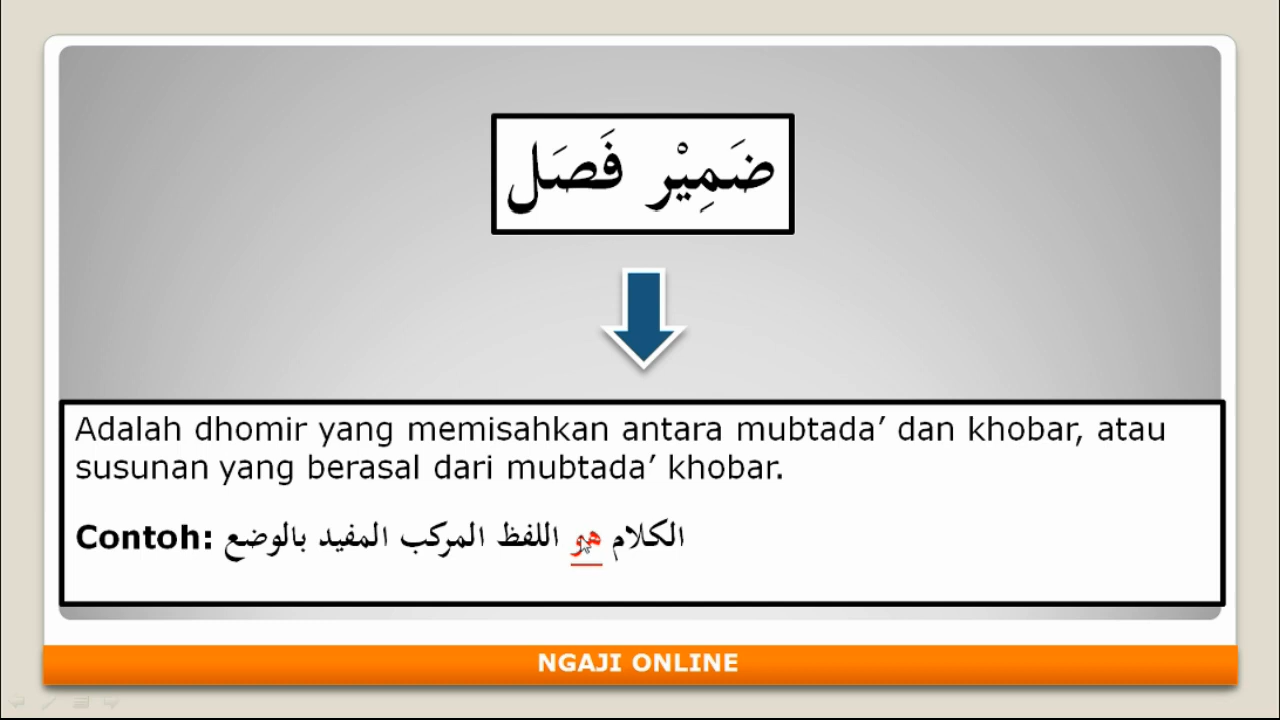 ضَمِيْر فَصَل
Adalah dhomir yang memisahkan antara mubtada’ dan khobar, atau
susunan yang berasal dari mubtada’ khobar.
Contoh: الكلام هو اللفظ المركب المفيد بالوضع
NGAJI ONLINE